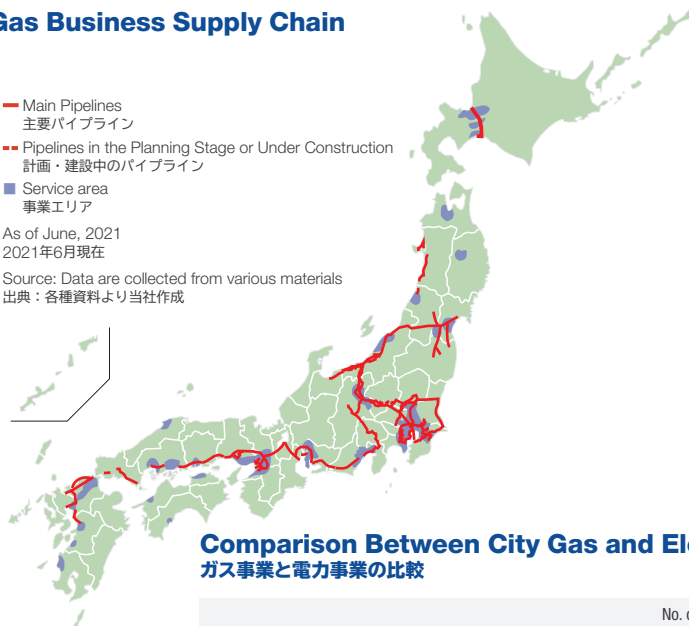 Gas Business Supply Chain
Main Pipelines
主要パイプライン
Pipelines in the Planning Stage or Under Construction
計画・建設中のパイプライン
Service area
事業エリア
As of June, 2021
2021年6月現在
Source: Data are collected from various materials
出典：各種資料より当社作成
Comparison Between City Gas and
ガス事業と電力事業の比較
No.